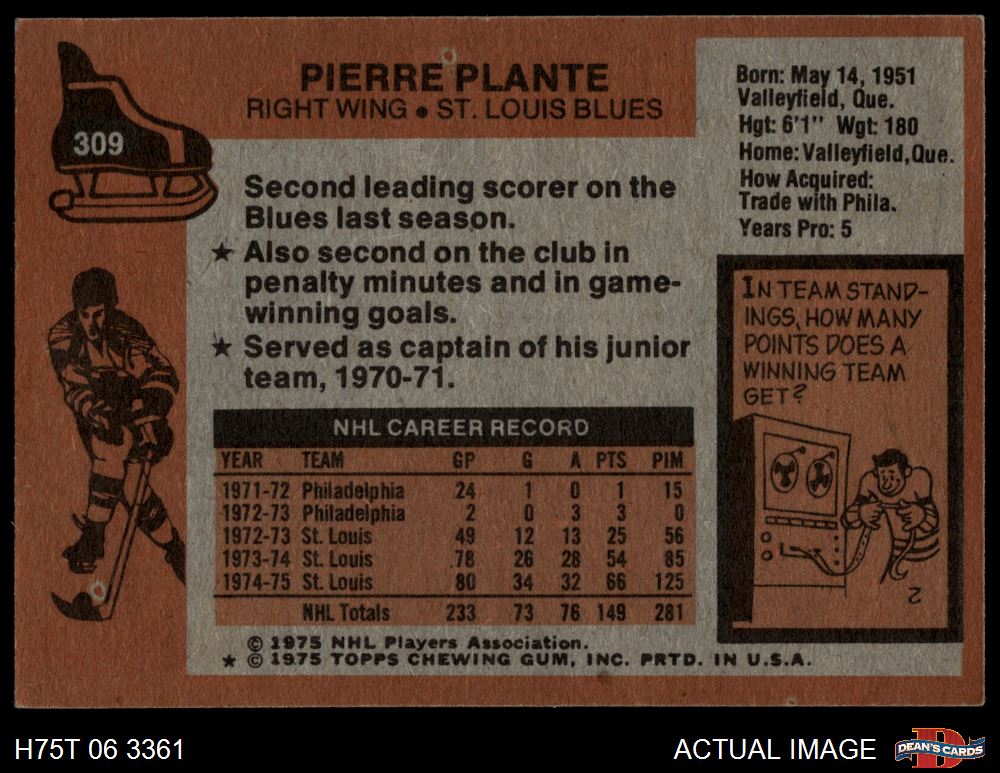 309
PIERRE PLANTE
RIGHT WING • ST. LOUIS BLUES
Born: May 14, 1951
Valleyfield, Que.
Hgt: 6'1" Wgt: 180
Home: Valleyfield, Que.
How Acquired:
Trade with Phila.
Years Pro: 5
Second leading scorer on the
Blues last season.
★ Also second on the club in
penalty minutes and in game-
winning goals.
★ Served as captain of his junior
team, 1970-71.
NHL CAREER RECORD
YEAR TEAM GP G A PTS PIM
1971-72 Philadelphia 24 1 0 1 15
1972-73 Philadelphia 2 0 3 3 0
1972-73 St. Louis 49 12 13 25 56
1973-74 St. Louis 78 26 28 54 85
1974-75 St. Louis 80 34 32 66 125
NHL Totals 233 73 76 149 281
© 1975 NHL Players Association.
★ © 1975 TOPPS CHEWING GUM, INC. PRTD. IN U.S.A.
IN TEAM STAND-
INGS, HOW MANY
POINTS DOES A
WINNING TEAM
GET?
2
H75T 06 3361
ACTUAL IMAGE
D
DEAN'S CARDS